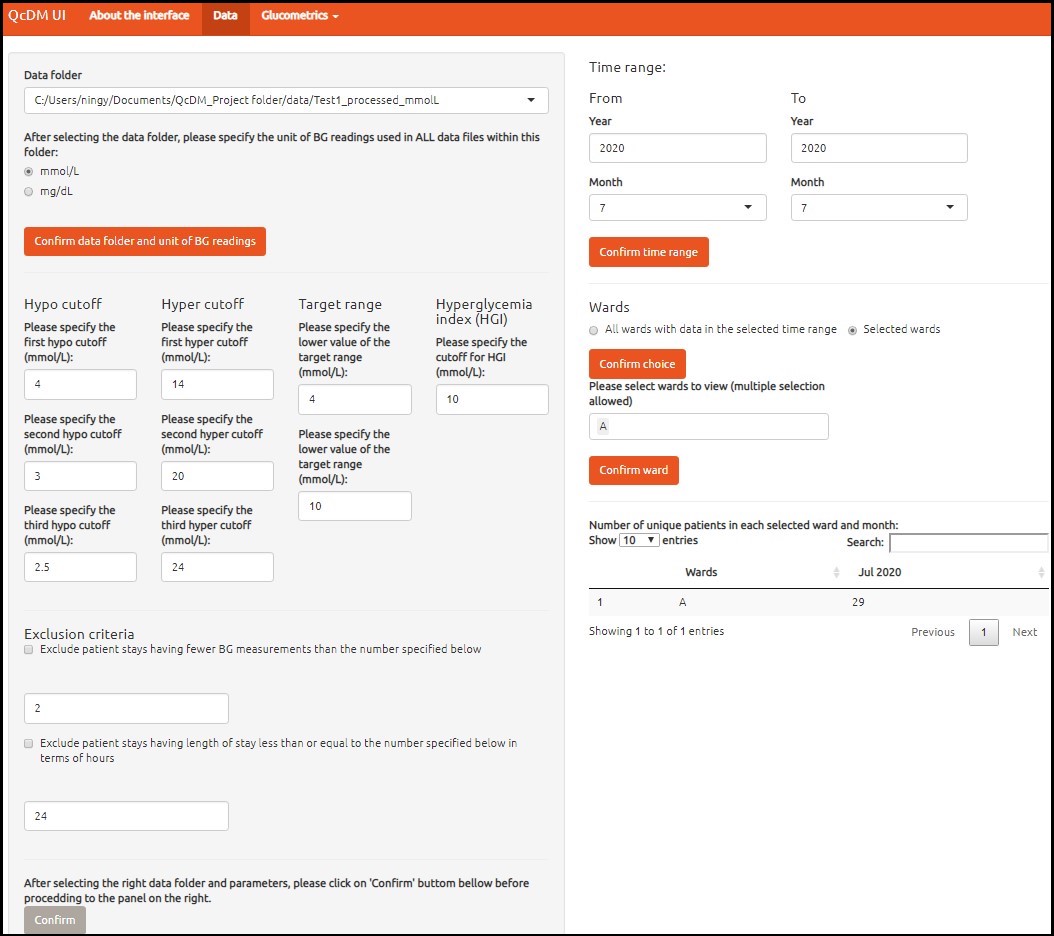 QcDM UI About the interface Data Glucometrics
Data folder
C:/Users/ningy/Documents/QcDM_Project folder/data/Test1_processed_mmolL
After selecting the data folder, please specify the unit of BG readings used in ALL data files within this
folder:
mmol/L
mg/dL
Confirm data folder and unit of BG readings
Hypo cutoff
Please specify the
first hypo cutoff
(mmol/L):
4
Please specify the
second hypo cutoff
(mmol/L):
3
Please specify the
third hypo cutoff
(mmol/L):
2.5
Hyper cutoff
Please specify the
first hyper cutoff
(mmol/L):
14
Please specify the
second hyper cutoff
(mmol/L):
20
Please specify the
third hyper cutoff
(mmol/L):
24
Target range
Please specify the
lower value of the
target range
(mmol/L):
4
Please specify the
lower value of the
target range
(mmol/L):
10
Hyperglycemia
index (HGI)
Please specify the
cutoff for HGI
(mmol/L):
10
Exclusion criteria
Exclude patient stays having fewer BG measurements than the number specified below
2
Exclude patient stays having length of stay less than or equal to the number specified below in
terms of hours
24
After selecting the right data folder and parameters, please click on 'Confirm' buttom bellow before
procedding to the panel on the right.
Confirm
Time range:
From
Year
2020
Month
7
To
Year
2020
Month
7
Confirm time range
Wards
All wards with data in the selected time range Selected wards
Confirm choice
Please select wards to view (multiple selection
allowed)
A
Confirm ward
Number of unique patients in each selected ward and month:
Show 10 entries Search:
Wards Jul 2020
1 A 29
Showing 1 to 1 of 1 entries Previous 1 Next